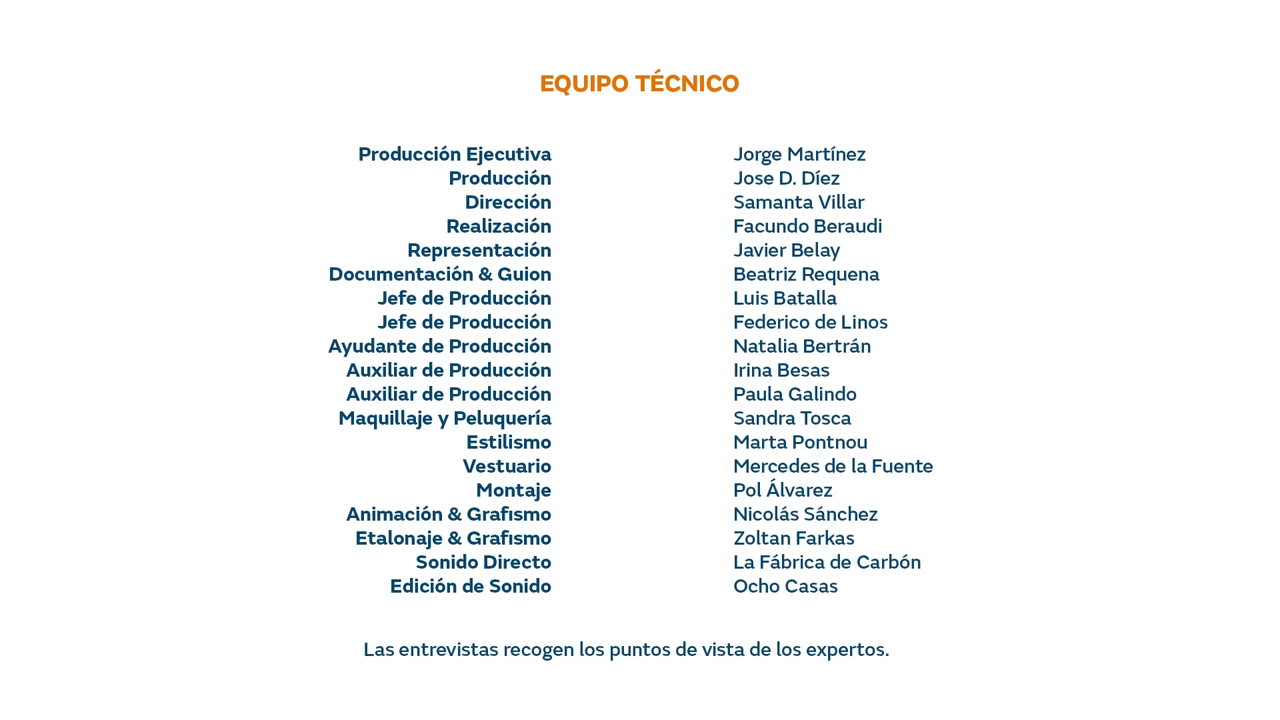 EQUIPO TÉCNICO
Producción Ejecutiva Jorge Martínez
Producción Jose D. Díez
Dirección Samanta Villar
Realización Facundo Beraudi
Representación Javier Belay
Documentación & Guion Beatriz Requena
Jefe de Producción Luis Batalla
Jefe de Producción Federico de Linos
Ayudante de Producción Natalia Bertrán
Auxiliar de Producción Irina Besas
Auxiliar de Producción Paula Galindo
Maquillaje y Peluquería Sandra Tosca
Estilismo Marta Pontnou
Vestuario Mercedes de la Fuente
Montaje Pol Álvarez
Animación & Grafismo Nicolás Sánchez
Etalonaje & Grafismo Zoltan Farkas
Sonido Directo La Fábrica de Carbón
Edición de Sonido Ocho Casas
Las entrevistas recogen los puntos de vista de los expertos.